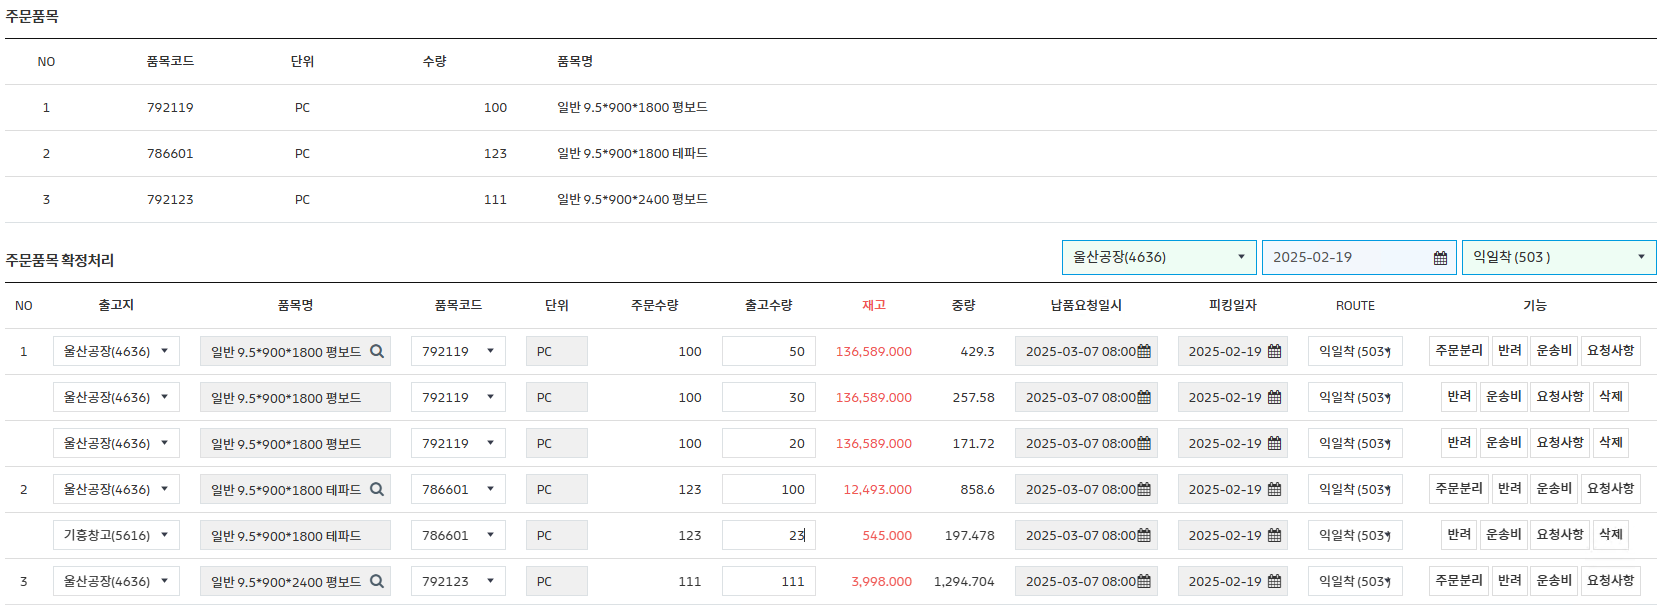 주문품목
NO 품목코드 단위 수량 품목명
1 792119 PC 100 일반 9.5*900*1800 평보드
2 786601 PC 123 일반 9.5*900*1800 테파드
3 792123 PC 111 일반 9.5*900*2400 평보드
주문품목 확정처리 울산공장(4636) 2025-02-19 익일착 (503 )
NO 출고지 품목명 품목코드 단위 주문수량 출고수량 재고 중량 납품요청일시 피킹일자 ROUTE 기능
1 울산공장(4636) 일반 9.5*900*1800 평보드 792119 PC 100 50 136,589.000 429.3 2025-03-07 08:00 2025-02-19 익일착 (503 주문분리 반려 운송비 요청사항
울산공장(4636) 일반 9.5*900*1800 평보드 792119 PC 100 30 136,589.000 257.58 2025-03-07 08:00 2025-02-19 익일착 (503 반려 운송비 요청사항 삭제
울산공장(4636) 일반 9.5*900*1800 평보드 792119 PC 100 20 136,589.000 171.72 2025-03-07 08:00 2025-02-19 익일착 (503 반려 운송비 요청사항 삭제
2 울산공장(4636) 일반 9.5*900*1800 테파드 786601 PC 123 100 12,493.000 858.6 2025-03-07 08:00 2025-02-19 익일착 (503 주문분리 반려 운송비 요청사항
기흥창고(5616) 일반 9.5*900*1800 테파드 786601 PC 123 23 545.000 197.478 2025-03-07 08:00 2025-02-19 익일착 (503 반려 운송비 요청사항 삭제
3 울산공장(4636) 일반 9.5*900*2400 평보드 792123 PC 111 111 3,998.000 1,294.704 2025-03-07 08:00 2025-02-19 익일착 (503 주문분리 반려 운송비 요청사항